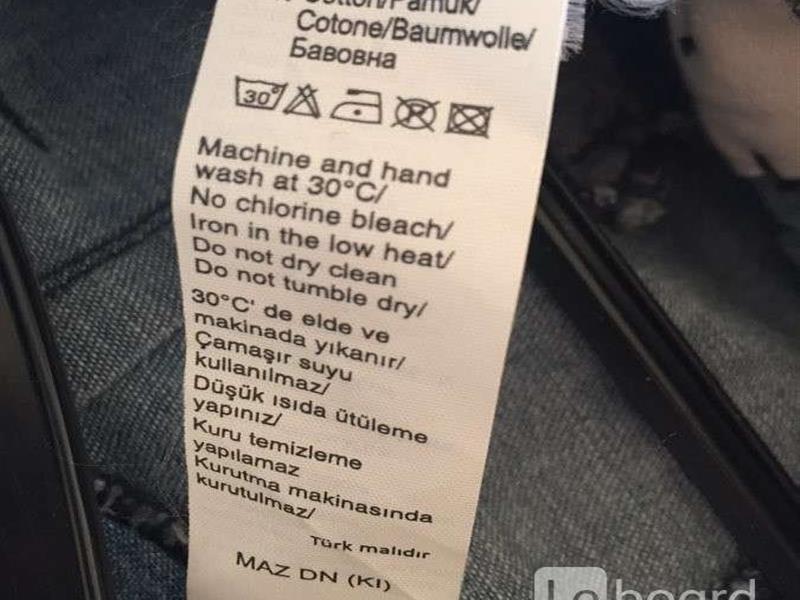 Cotton/Pamuk/
Cotone/Baumwolle/
Бавовна
30°
Machine and hand
wash at 30°C/
No chlorine bleach/
Iron in the low heat/
Do not dry clean
Do not tumble dry/
30°C' de elde ve
makinada yıkanır/
Çamaşır suyu
kullanılmaz/
Düşük ısıda ütüleme
yapınız/
Kuru temizleme
yapılamaz
Kurutma makinasında
kurutulmaz/
Türk malıdır
MAZ DN (KI)